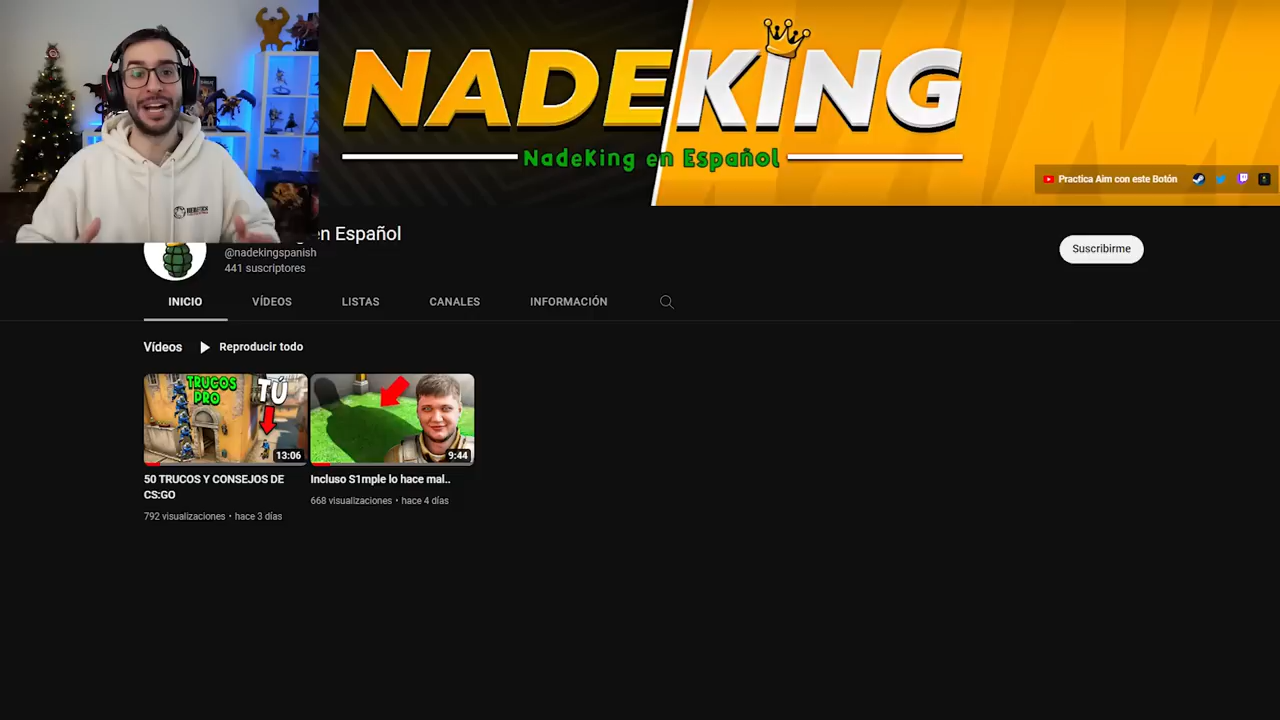 NADEKING
NadeKing en Español
Practica Aim con este Botón
en Español
@nadekingspanish
441 suscriptores
Suscribirme
INICIO
VÍDEOS
LISTAS
CANALES
INFORMACIÓN
Vídeos
Reproducir todo
TRUCOS
PRO
TÚ
13:06
9:44
50 TRUCOS Y CONSEJOS DE
CS:GO
792 visualizaciones • hace 3 días
Incluso S1mple lo hace mal..
668 visualizaciones • hace 4 días